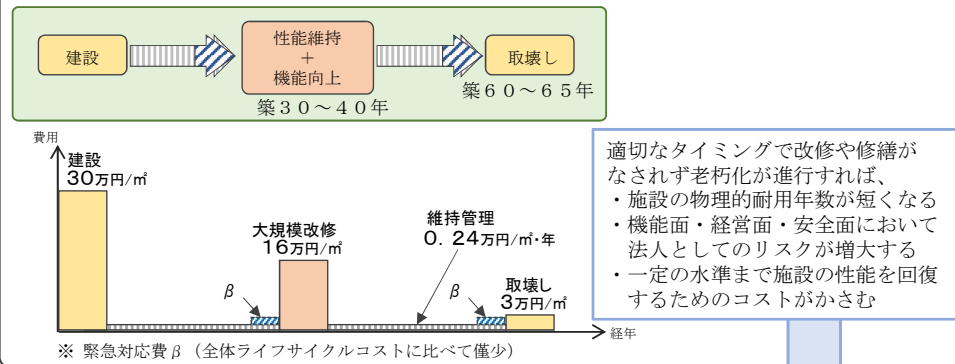 建設
性能維持
+
機能向上
取壊し
築30~40年
築60~65年
費用
建設
30万円/㎡
大規模改修
16万円/㎡
維持管理
0.24万円/㎡・年
取壊し
3万円/㎡
β
β
経年
※ 緊急対応費β(全体ライフサイクルコストに比べて僅少)
適切なタイミングで改修や修繕が
なされず老朽化が進行すれば、
・施設の物理的耐用年数が短くなる
・機能面・経営面・安全面において
法人としてのリスクが増大する
・一定の水準まで施設の性能を回復
するためのコストがかさむ